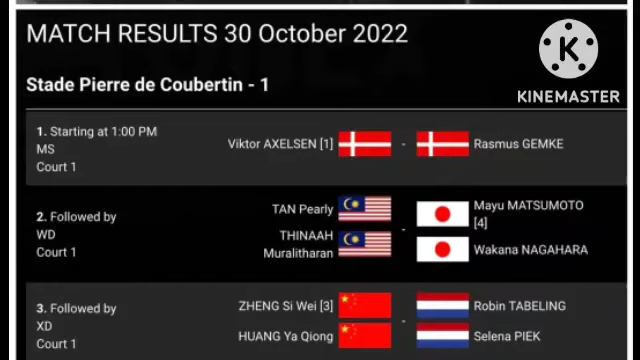 MATCH RESULTS 30 October 2022
K
KINEMASTER
Stade Pierre de Coubertin - 1
1. Starting at 1:00 PM
MS
Court 1
Viktor AXELSEN [1]
-
Rasmus GEMKE
2. Followed by
WD
Court 1
TAN Pearly
THINAAH
Muralitharan
-
Mayu MATSUMOTO
[4]
Wakana NAGAHARA
3. Followed by
XD
Court 1
ZHENG Si Wei [3]
HUANG Ya Qiong
-
Robin TABELING
Selena PIEK